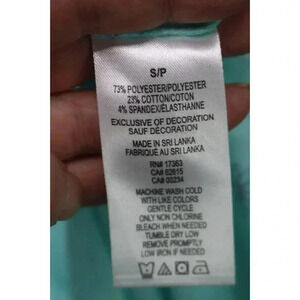 S/P
73% POLYESTER/POLYESTER
23% COTTON/COTON
4% SPANDEX/ELASTHANNE
EXCLUSIVE OF DECORATION
SAUF DÉCORATION
MADE IN SRI LANKA
FABRIQUÉ AU SRI LANKA
RN# 17363
CA# 62615
CA# 00234
MACHINE WASH COLD
WITH LIKE COLORS
GENTLE CYCLE
ONLY NON CHLORINE
BLEACH WHEN NEEDED
TUMBLE DRY LOW
REMOVE PROMPTLY
LOW IRON IF NEEDED